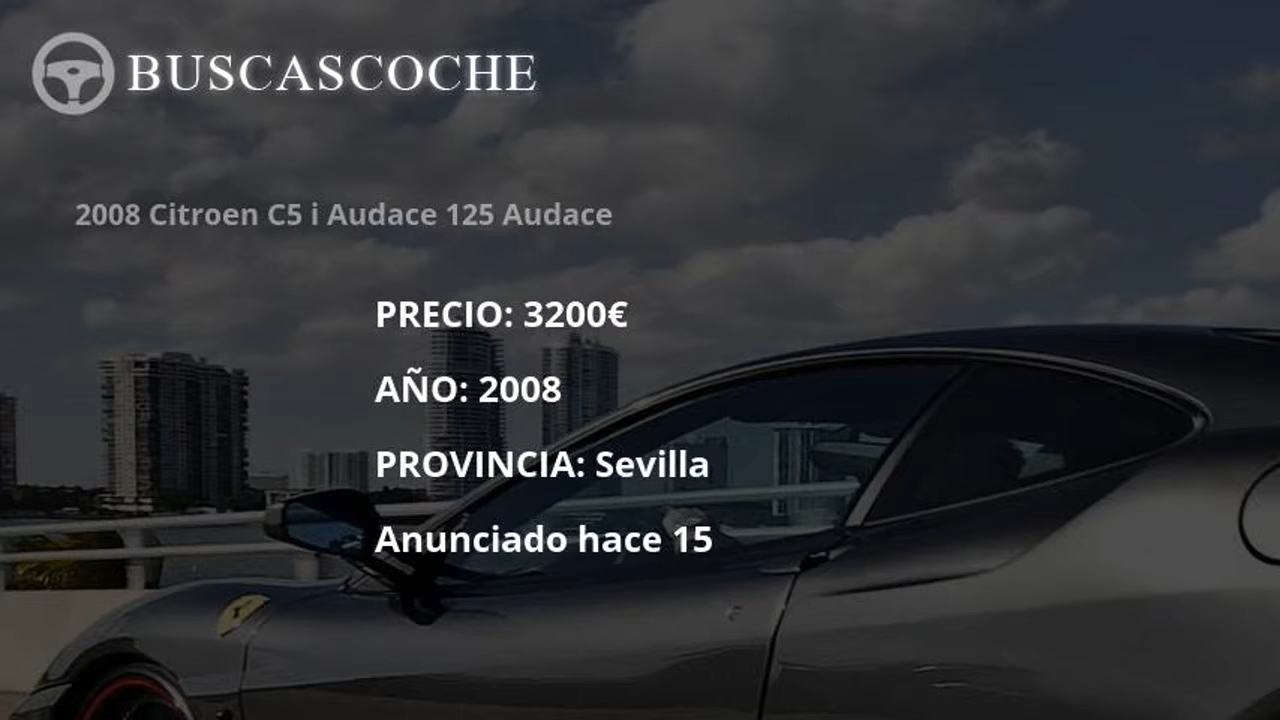 BUSCASCOCHE
2008 Citroen C5 i Audace 125 Audace
PRECIO: 3200€
AÑO: 2008
PROVINCIA: Sevilla
Anunciado hace 15